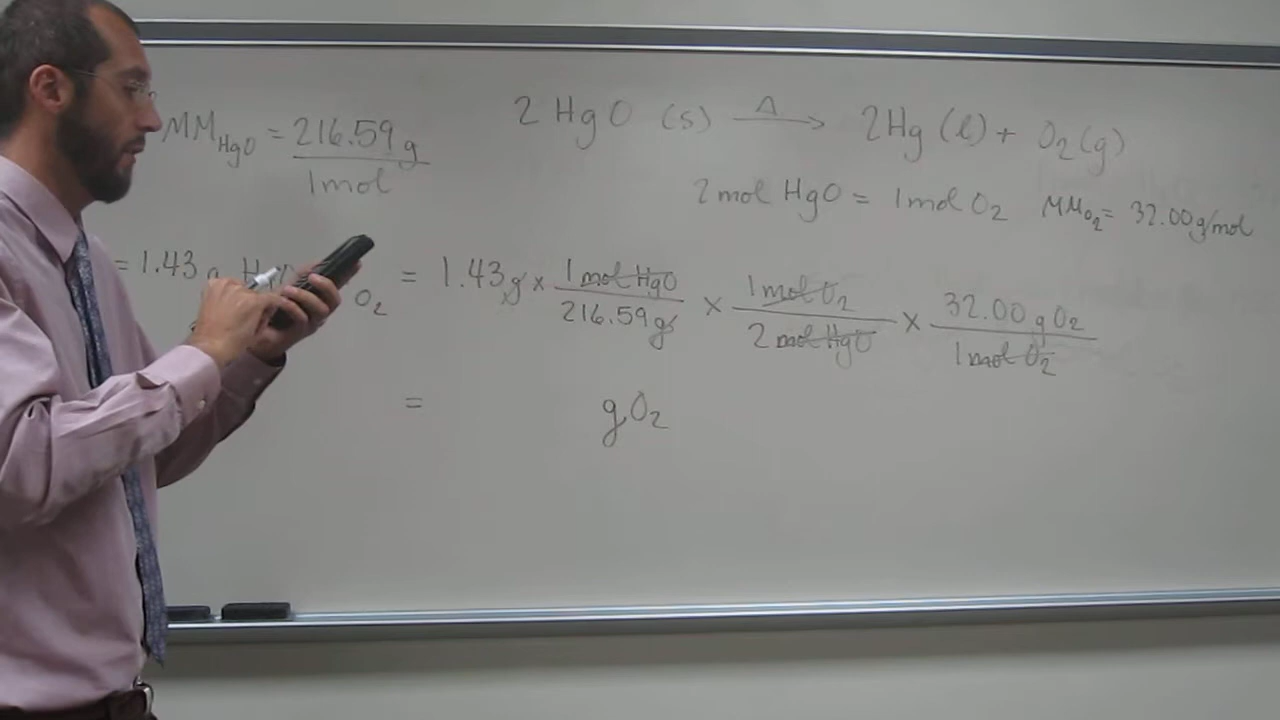 MM_HgO = 216.59 g / 1 mol
2 HgO (s) —Δ→ 2Hg (l) + O₂ (g)
2 mol HgO = 1 mol O₂ MM_O₂ = 32.00 g/mol
= 1.43 g O₂ = 1.43 g × 1 mol HgO / 216.59 g × 1 mol O₂ / 2 mol HgO × 32.00 g O₂ / 1 mol O₂
= g O₂